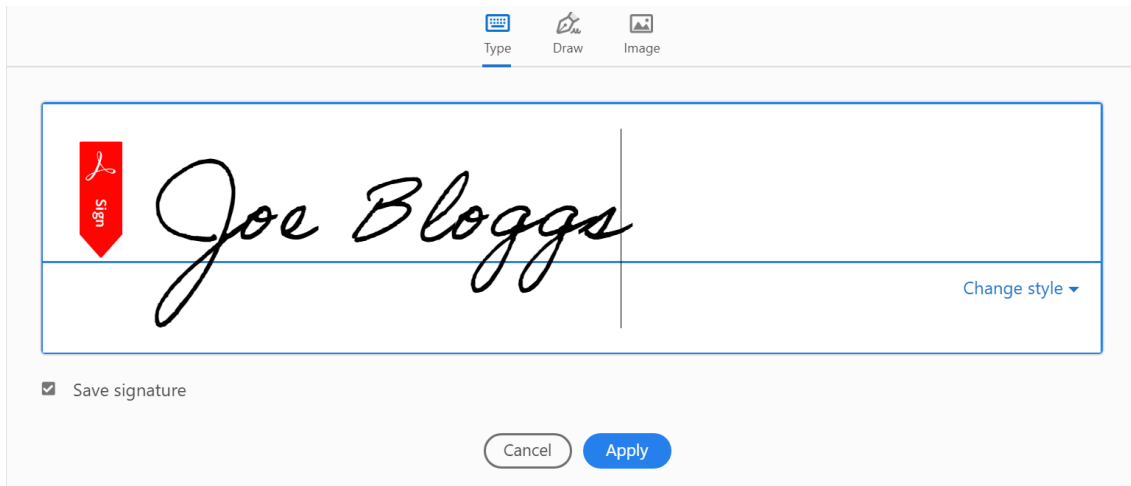 Type Draw Image
Sign
Joe Bloggs
Change style
Save signature
Cancel Apply